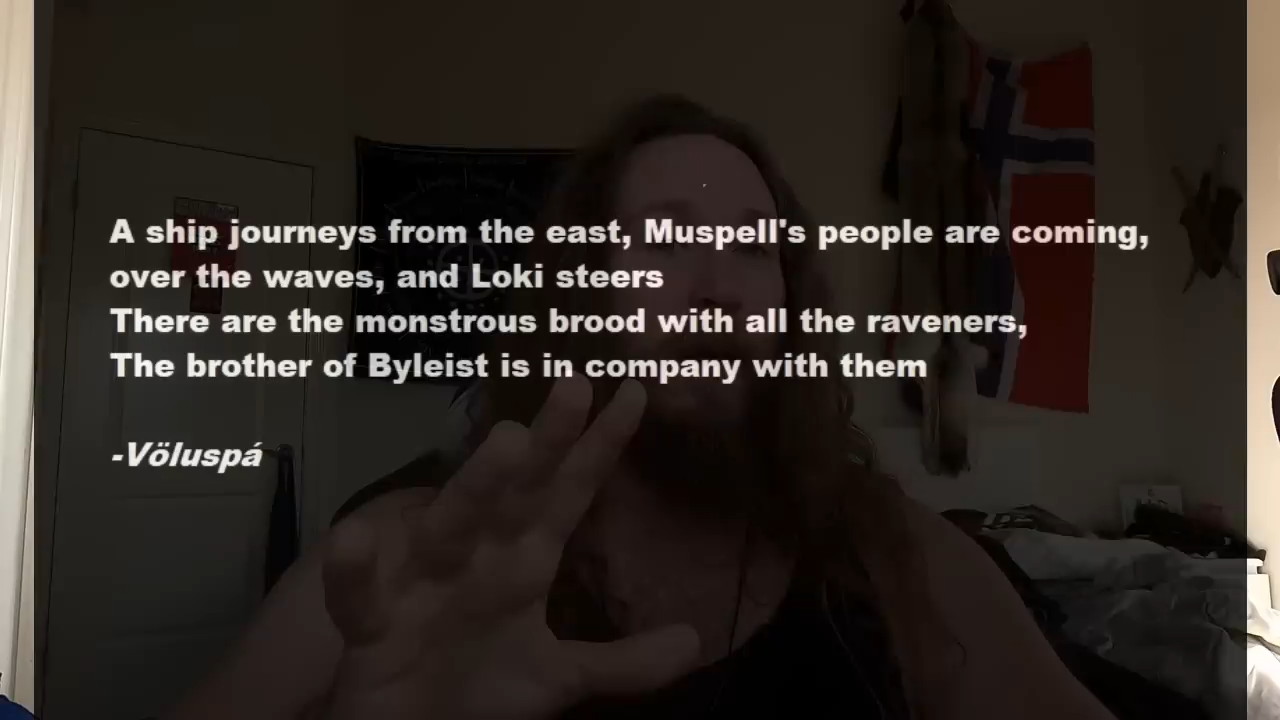 A ship journeys from the east, Muspell's people are coming,
over the waves, and Loki steers
There are the monstrous brood with all the raveners,
The brother of Byleist is in company with them
-Völuspá